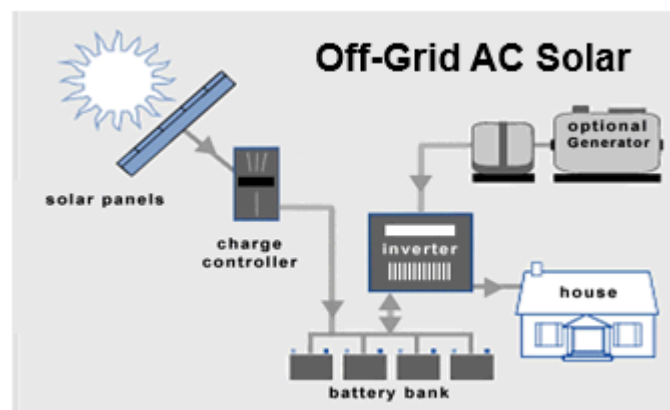 Off-Grid AC Solar
solar panels
charge
controller
optional
Generator
inverter
house
battery bank